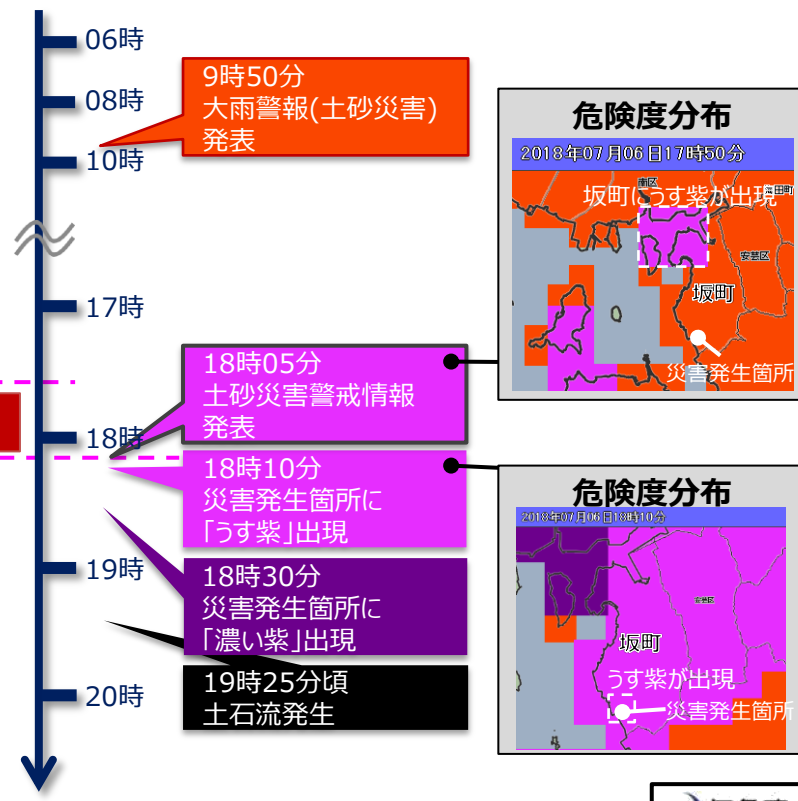 06時
08時
10時
17時
18時
19時
20時
9時50分
大雨警報(土砂災害)
発表
18時05分
土砂災害警戒情報
発表
18時10分
災害発生箇所に
「うす紫」出現
18時30分
災害発生箇所に
「濃い紫」出現
19時25分頃
土石流発生
危険度分布
2018年07月06日17時50分
南区
坂町にうす紫が出現
安芸区
坂町
災害発生箇所
危険度分布
2018年07月06日18時10分
安芸区
坂町
うす紫が出現
災害発生箇所